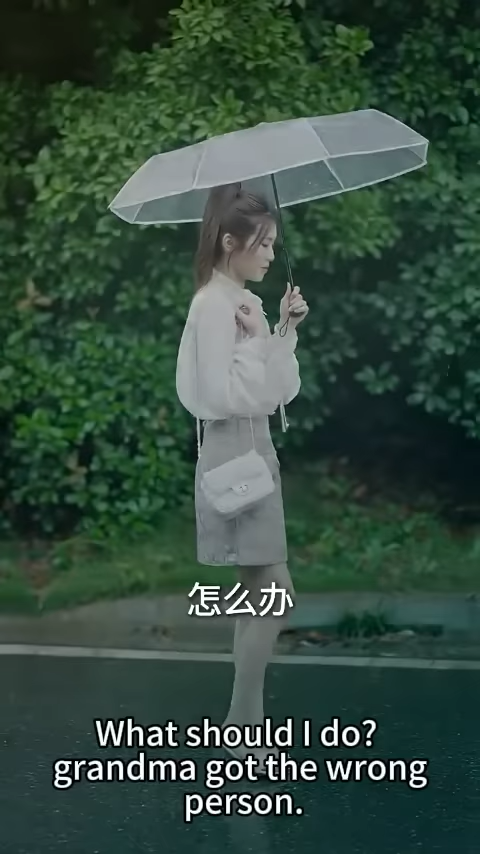 怎么办
What should I do?
grandma got the wrong
person.